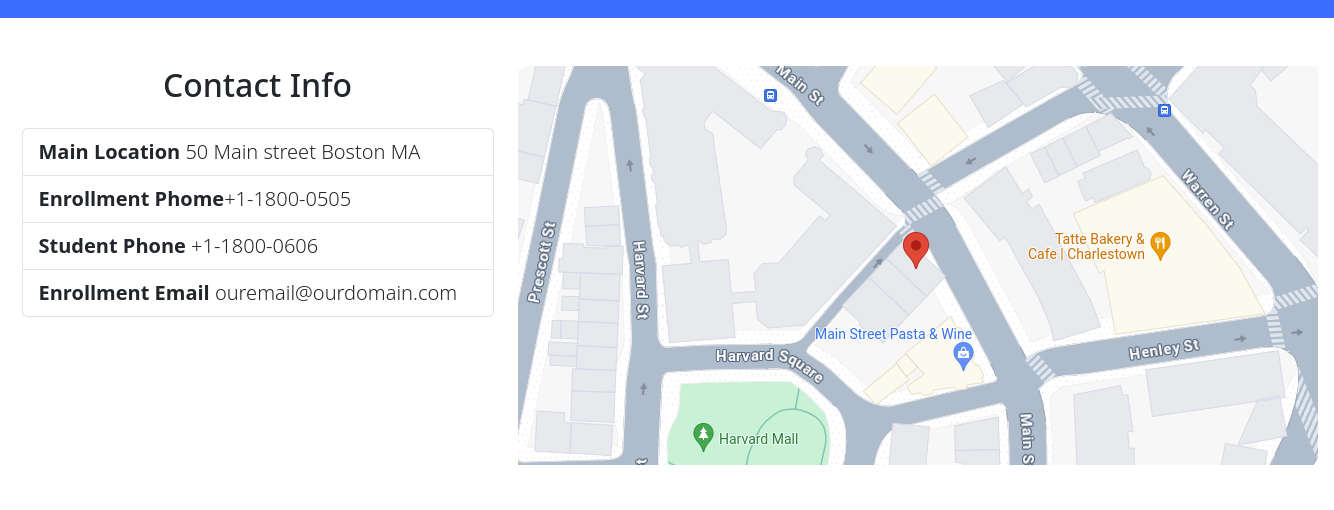 Contact Info
Main Location 50 Main street Boston MA
Enrollment Phome+1-1800-0505
Student Phone +1-1800-0606
Enrollment Email ouremail@ourdomain.com
Main St
Prescott St
Harvard St
Warren St
Tatte Bakery &
Cafe | Charlestown
Main Street Pasta & Wine
Harvard Square
Henley St
Harvard Mall
Main S
t